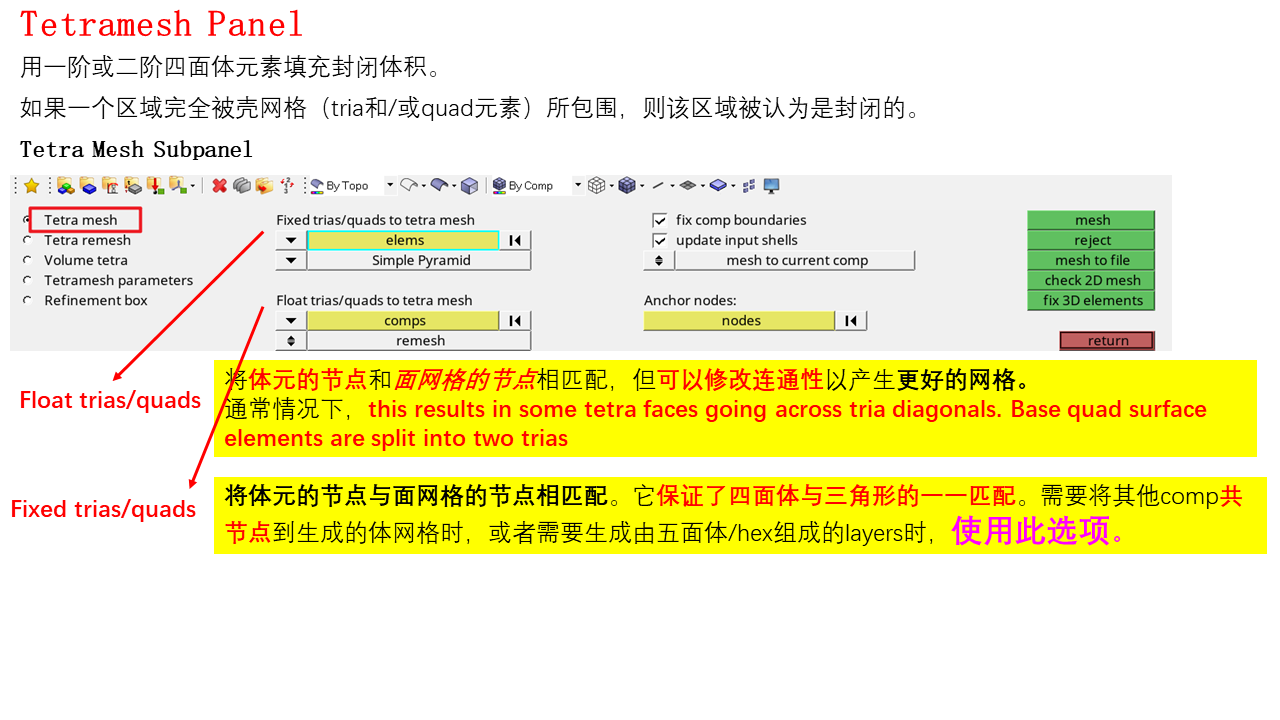 Tetramesh Panel
用一阶或二阶四面体元素填充封闭体积。
如果一个区域完全被壳网格（tria和/或quad元素）所包围，则该区域被认为是封闭的。
Tetra Mesh Subpanel
By Topo
By Comp
Tetra mesh
Tetra remesh
Volume tetra
Tetramesh parameters
Refinement box
Fixed trias/quads to tetra mesh
elems
Simple Pyramid
Float trias/quads to tetra mesh
comps
remesh
fix comp boundaries
update input shells
mesh to current comp
Anchor nodes:
nodes
mesh
reject
mesh to file
check 2D mesh
fix 3D elements
return
Float trias/quads
将体元的节点和面网格的节点相匹配，但可以修改连通性以产生更好的网格。
通常情况下，this results in some tetra faces going across tria diagonals. Base quad surface
elements are split into two trias
Fixed trias/quads
将体元的节点与面网格的节点相匹配。它保证了四面体与三角形的一一匹配。需要将其他comp共
节点到生成的体网格时，或者需要生成由五面体/hex组成的layers时，使用此选项。